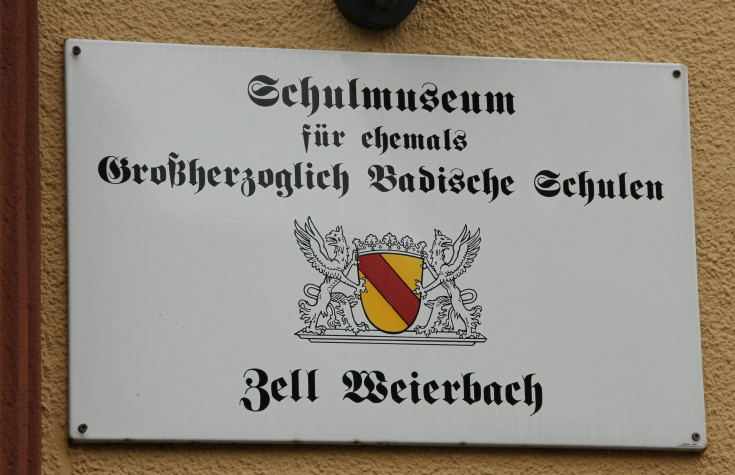 Schulmuseum
für ehemals
Großherzoglich Badische Schulen
Zell Weierbach